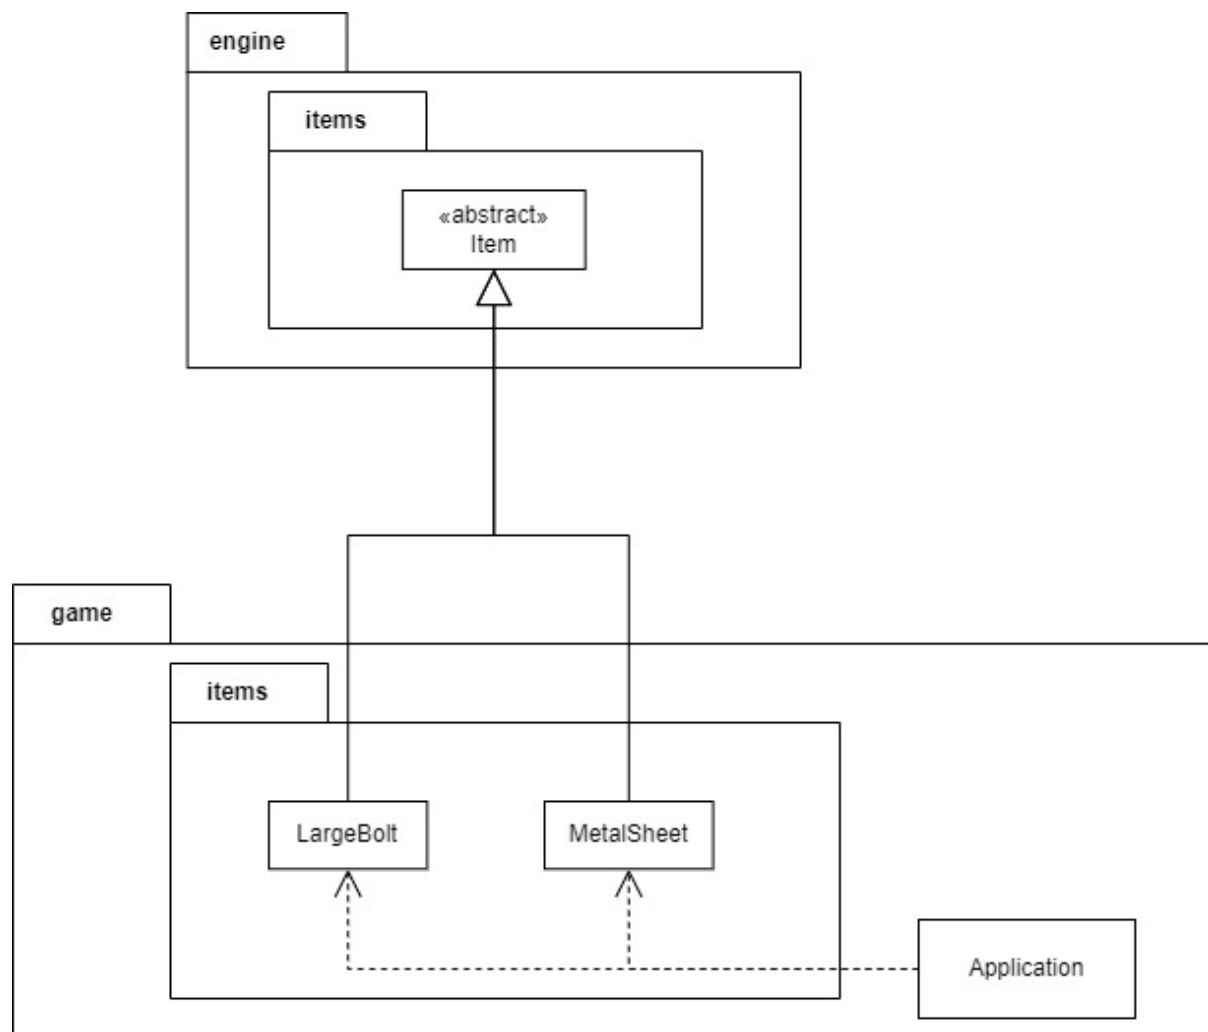 engine
items
«abstract»
Item
game
items
LargeBolt
MetalSheet
Application